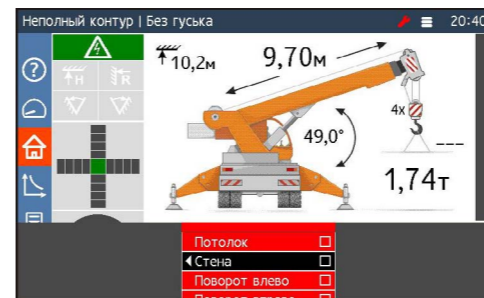 Неполный контур | Без гуська 20:40
?
10,2м
9,70м
H R
4x
49,0°
---
1,74т
Потолок
Стена
Поворот влево